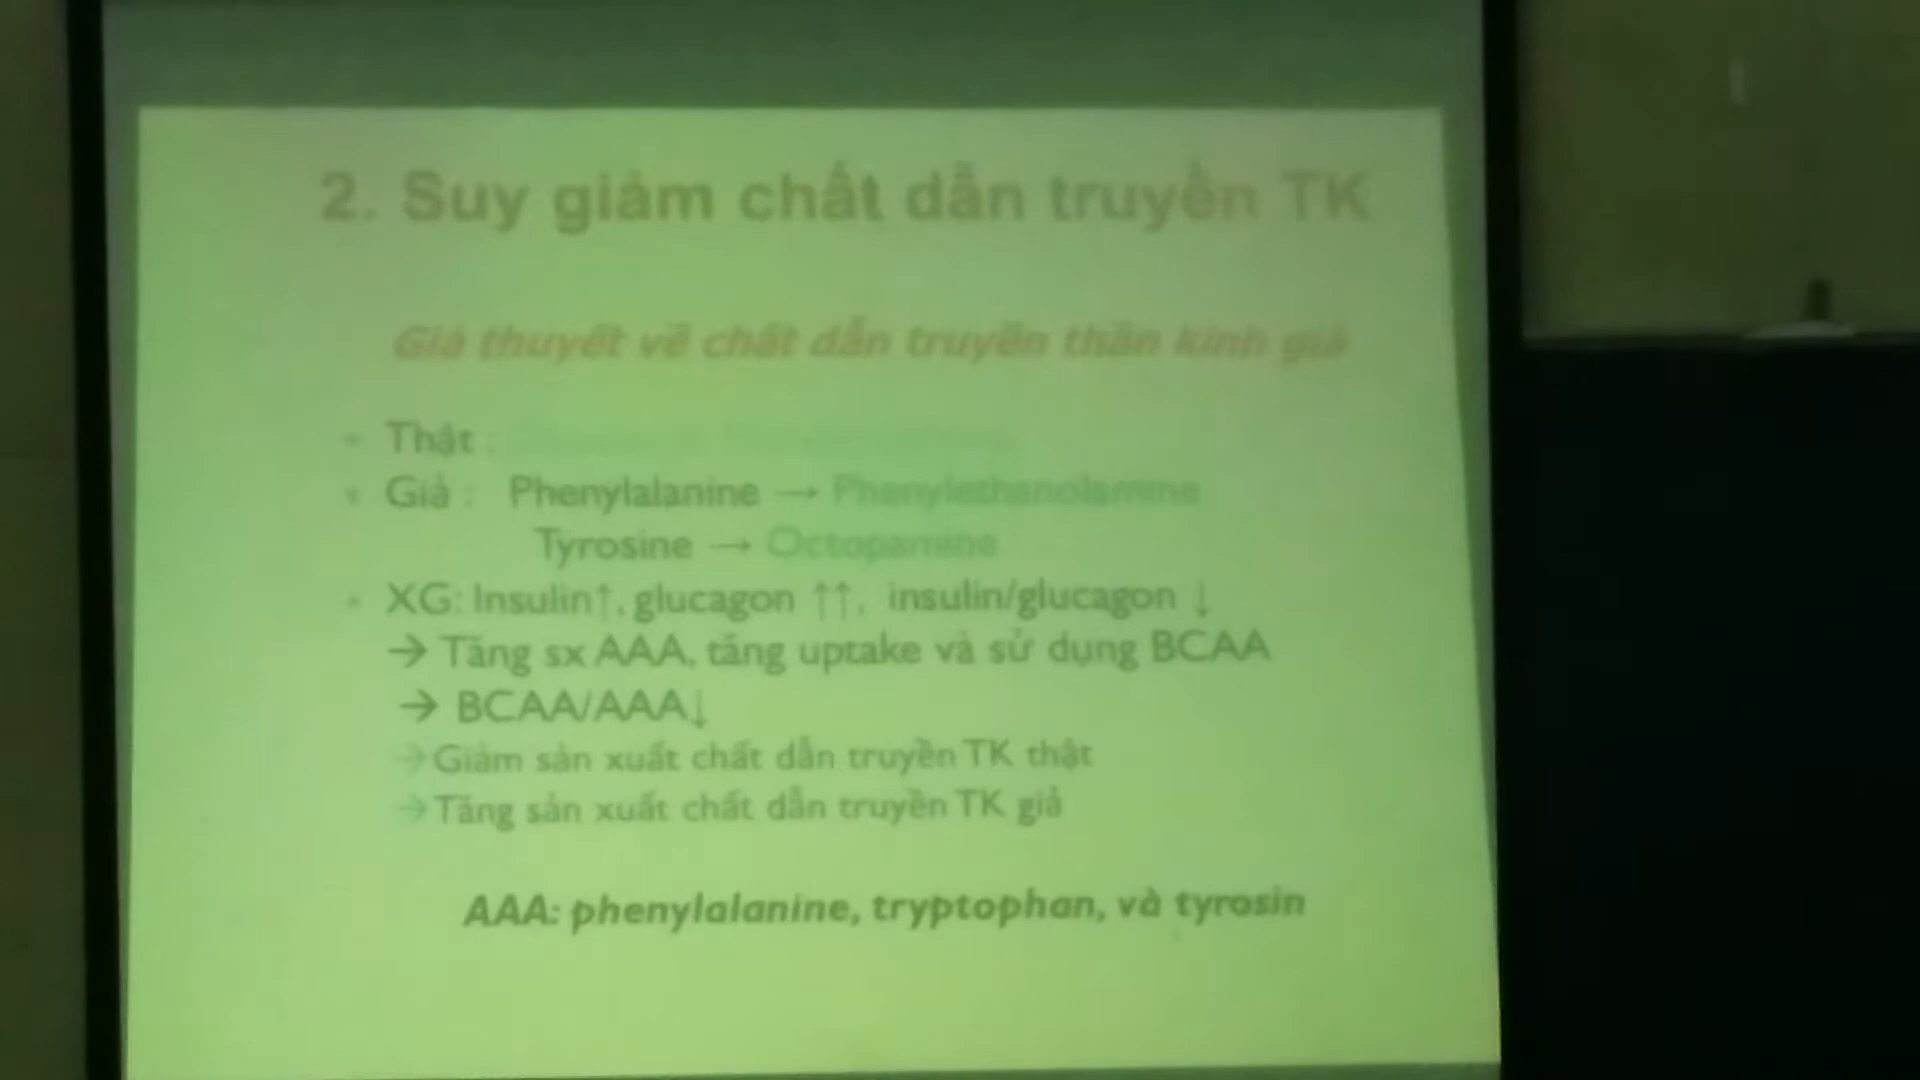 2. Suy giảm chất dẫn truyền TK
Giả thuyết về chất dẫn truyền thần kinh giả
Thật :
Giả : Phenylalanine → Phenylethanolamine
Tyrosine → Octopamine
XG: Insulin↑, glucagon ↑↑, insulin/glucagon ↓
→ Tăng sx AAA, tăng uptake và sử dụng BCAA
→ BCAA/AAA↓
→ Giảm sản xuất chất dẫn truyền TK thật
→ Tăng sản xuất chất dẫn truyền TK giả
AAA: phenylalanine, tryptophan, và tyrosin